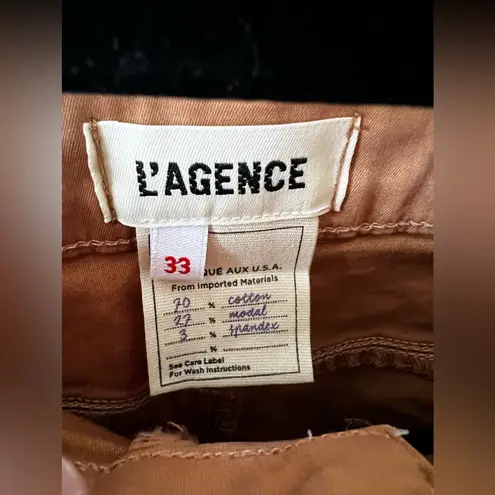 L'AGENCE
33
QUÉ AUX U.S.A.
From Imported Materials
70 % cotton
27 % modal
3 % spandex
%
See Care Label
For Wash Instructions